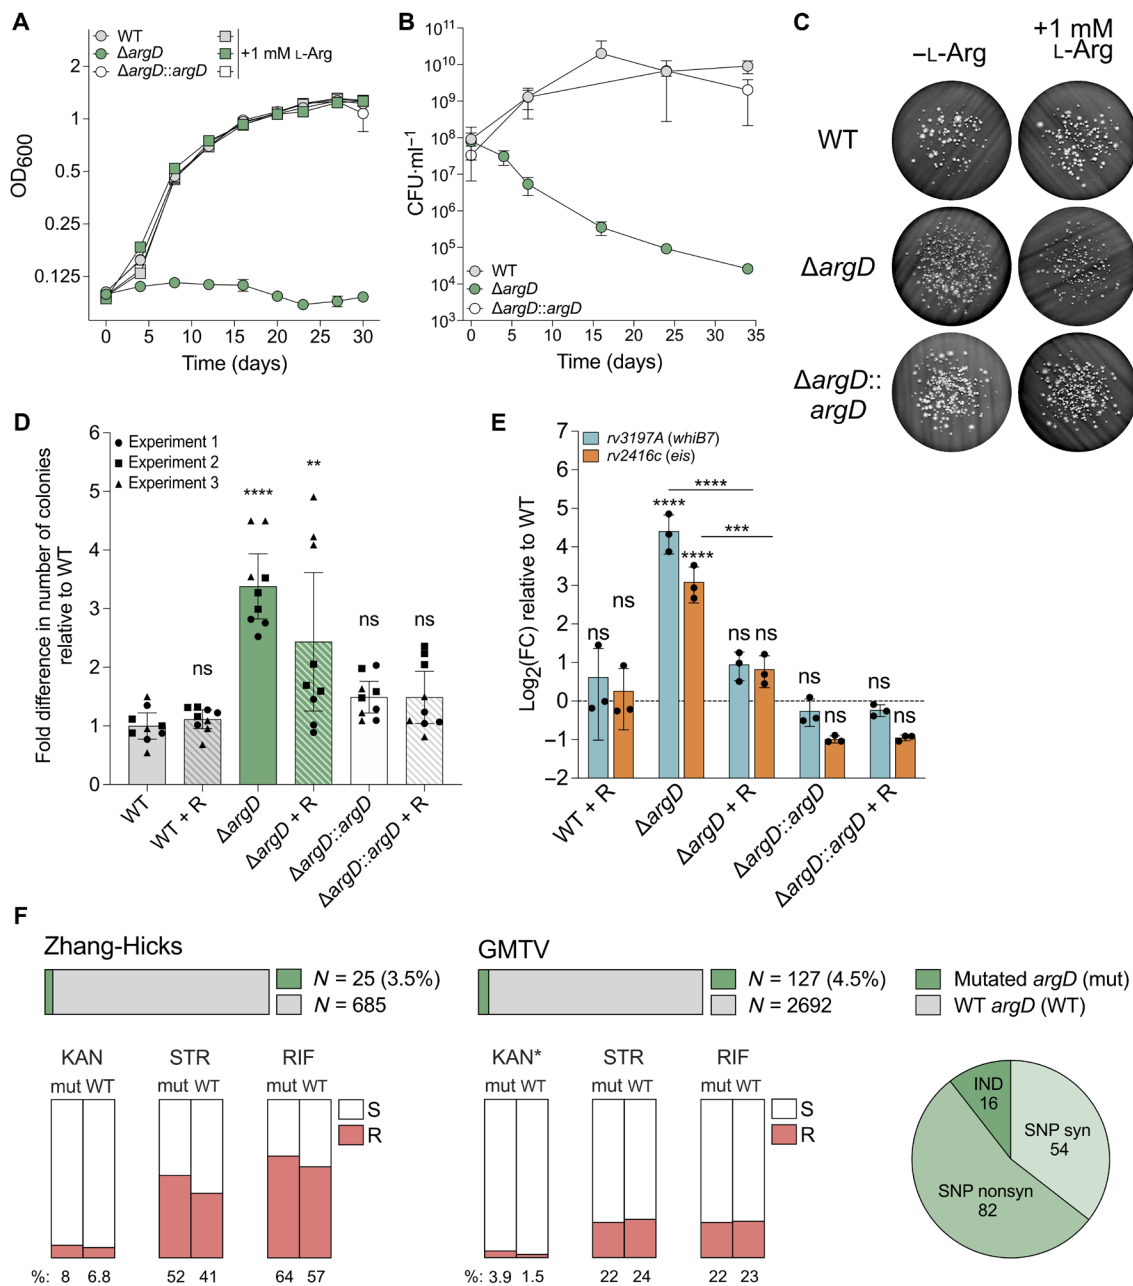 A
WT
ΔargD
ΔargD::argD
+1 mM L-Arg
OD600
2
1
0.5
0.25
0.125
0 5 10 15 20 25 30
Time (days)
B
CFU·ml−1
10^11
10^10
10^9
10^8
10^7
10^6
10^5
10^4
10^3
WT
ΔargD
ΔargD::argD
0 5 10 15 20 25 30 35
Time (days)
C
–L-Arg
+1 mM
L-Arg
WT
ΔargD
ΔargD::
argD
D
Fold difference in number of colonies
relative to WT
6
5
4
3
2
1
0
Experiment 1
Experiment 2
Experiment 3
ns
****
**
ns
ns
WT
WT + R
ΔargD
ΔargD + R
ΔargD::argD
ΔargD::argD + R
E
Log2(FC) relative to WT
7
6
5
4
3
2
1
0
−1
−2
rv3197A (whiB7)
rv2416c (eis)
****
***
ns
ns
****
****
ns ns
ns
ns
ns
ns
WT + R
ΔargD
ΔargD + R
ΔargD::argD
ΔargD::argD + R
F
Zhang-Hicks
N = 25 (3.5%)
N = 685
KAN STR RIF
mut WT mut WT mut WT
S
R
%: 8 6.8 52 41 64 57
GMTV
N = 127 (4.5%)
N = 2692
Mutated argD (mut)
WT argD (WT)
KAN* STR RIF
mut WT mut WT mut WT
S
R
%: 3.9 1.5 22 24 22 23
IND
16
SNP syn
54
SNP nonsyn
82